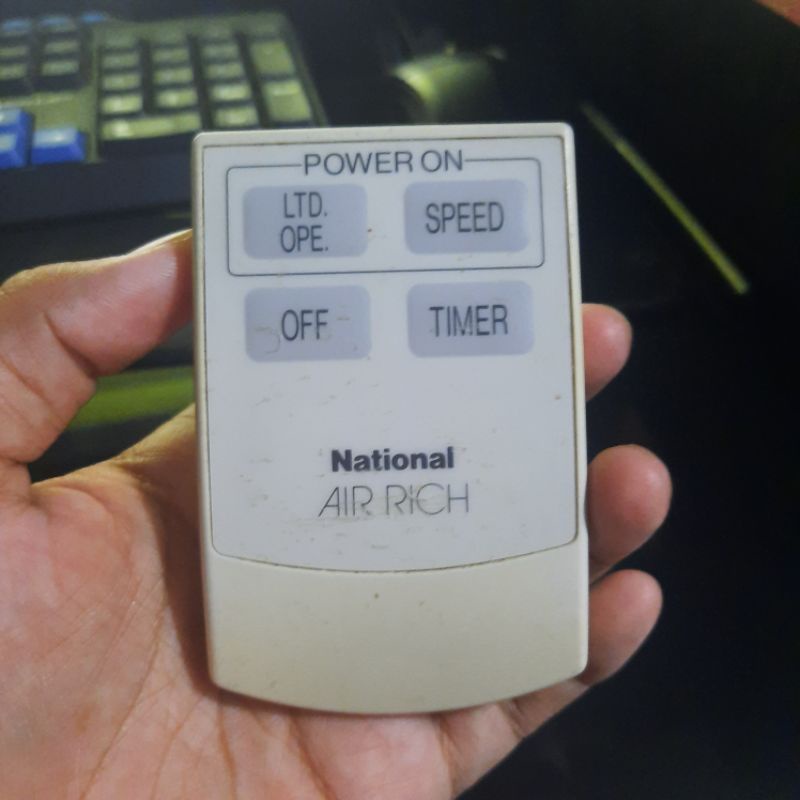 POWER ON
LTD.
OPE.
SPEED
OFF
TIMER
National
AIR RiCH